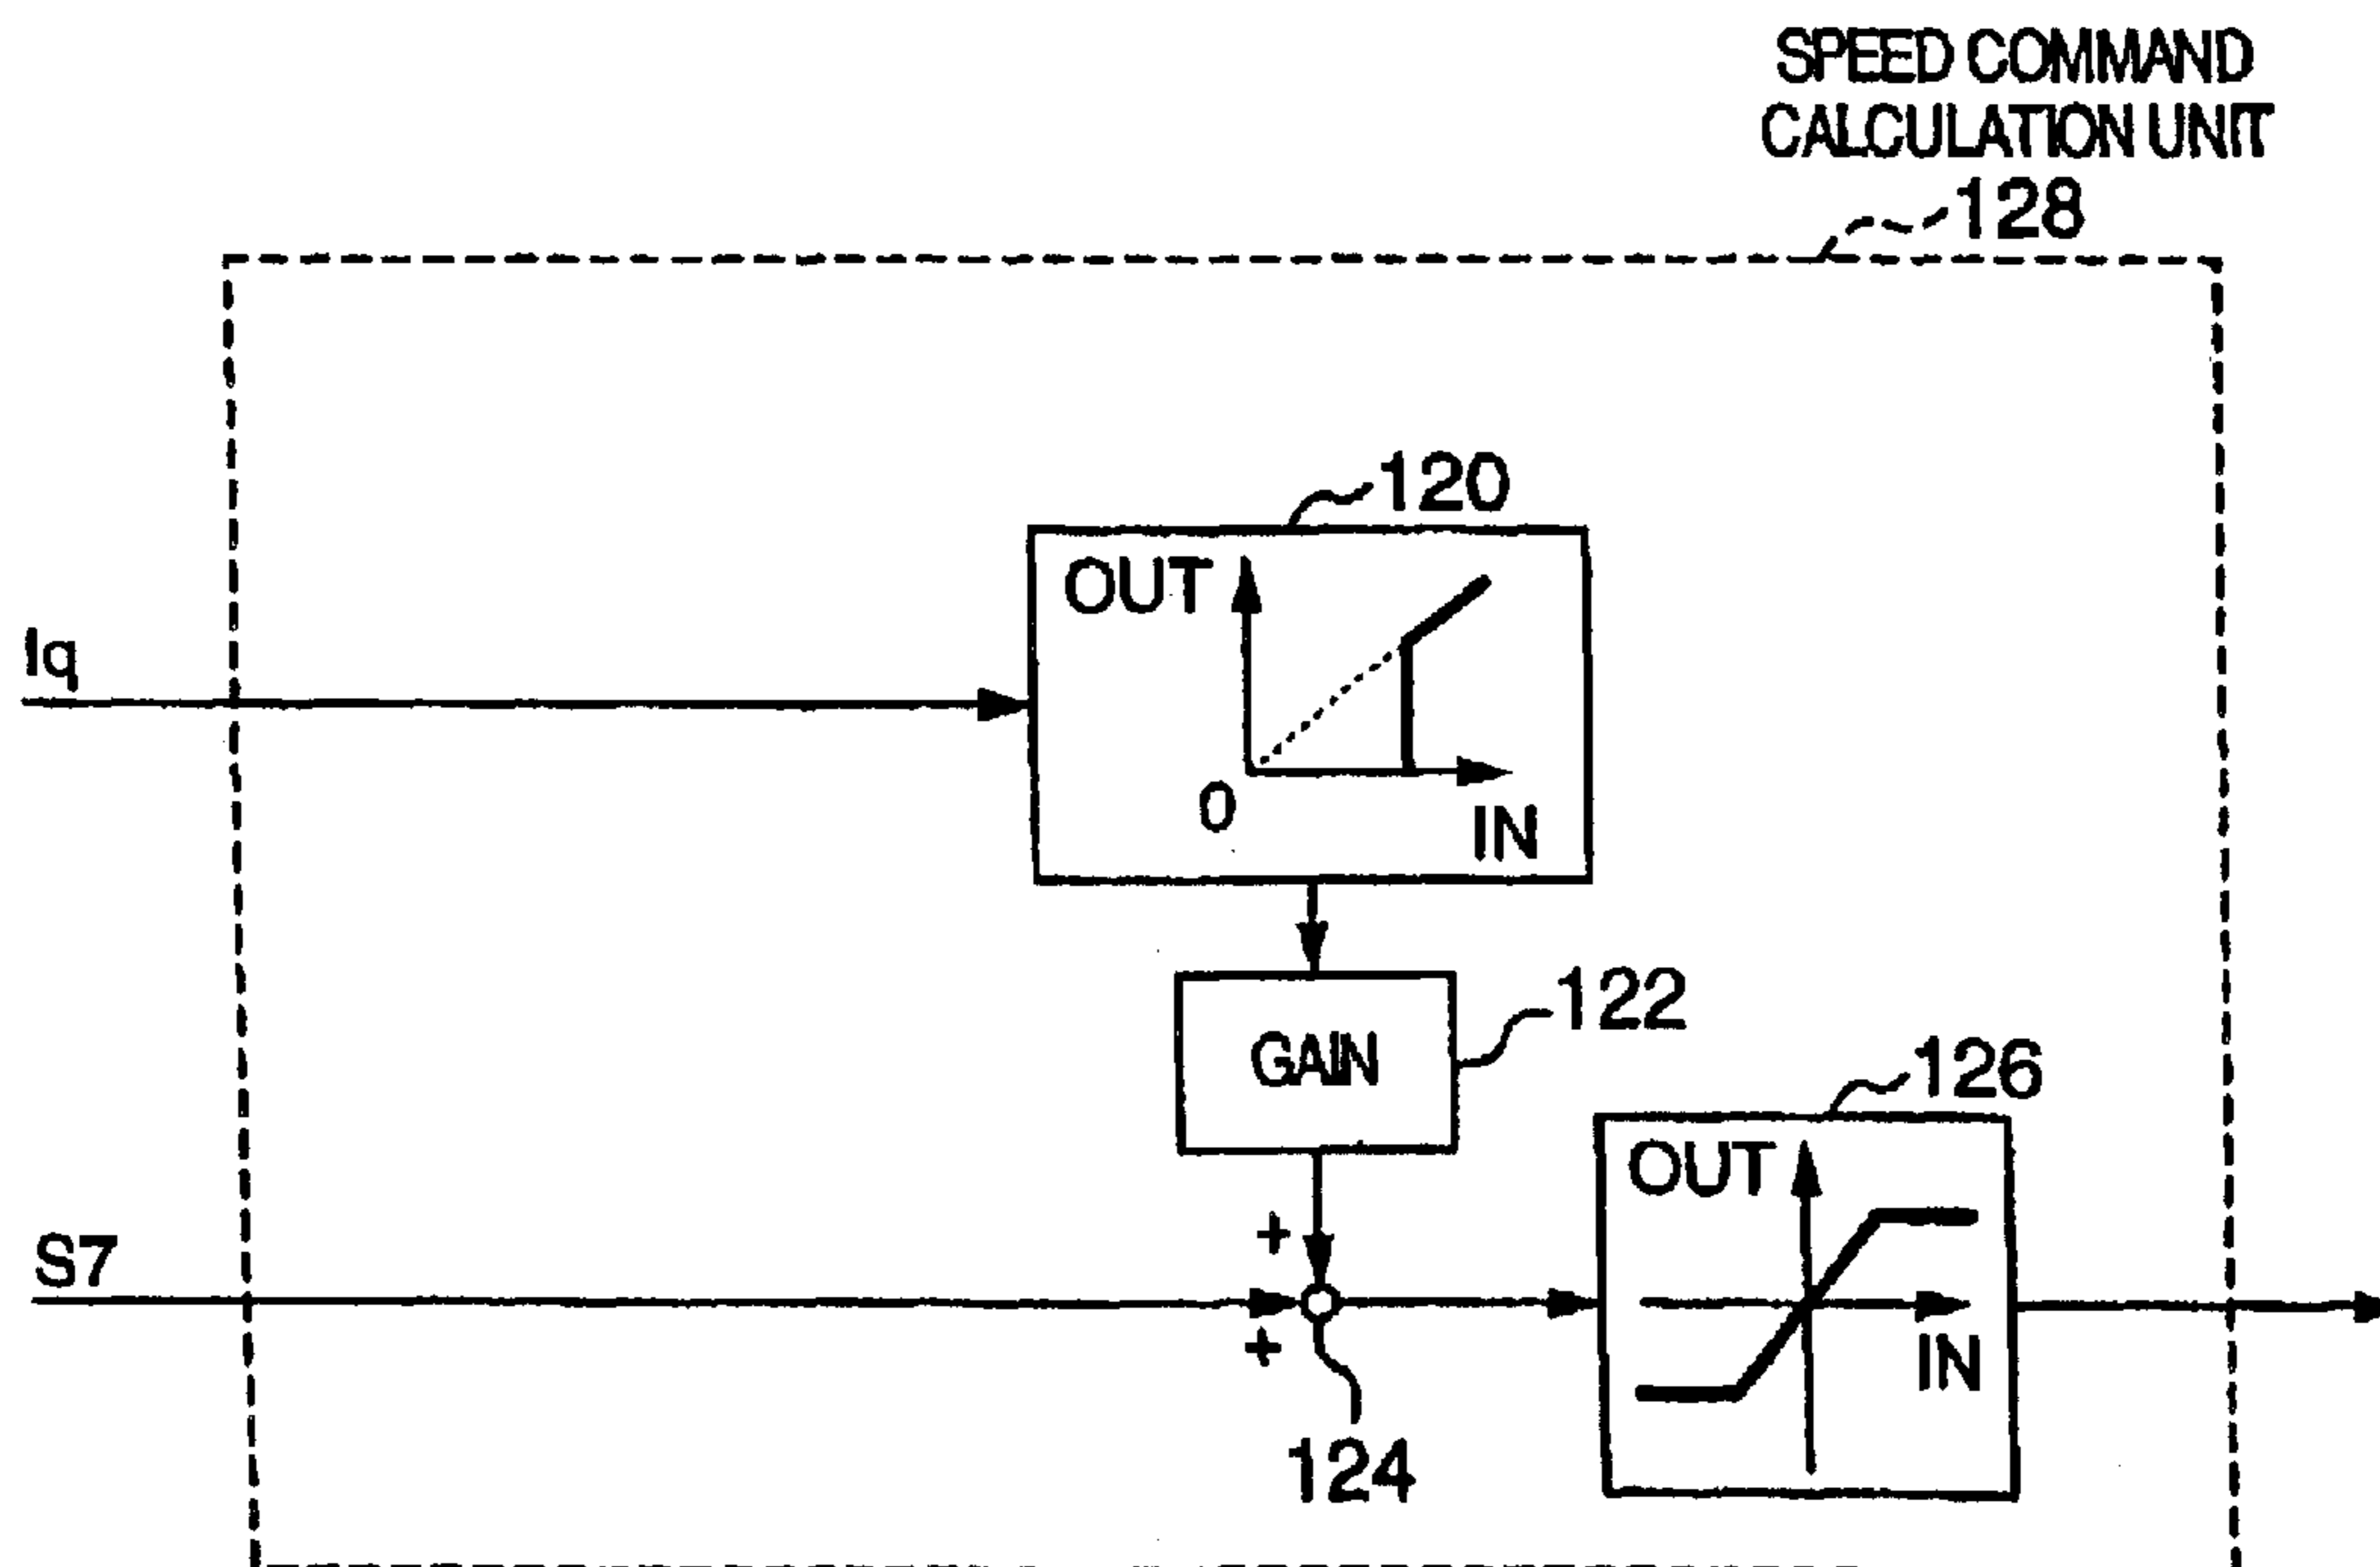 SPEED COMMAND
CALCULATION UNIT
128
120
OUT
Iq
0
IN
122
GAIN
126
OUT
+
S7
+
IN
124